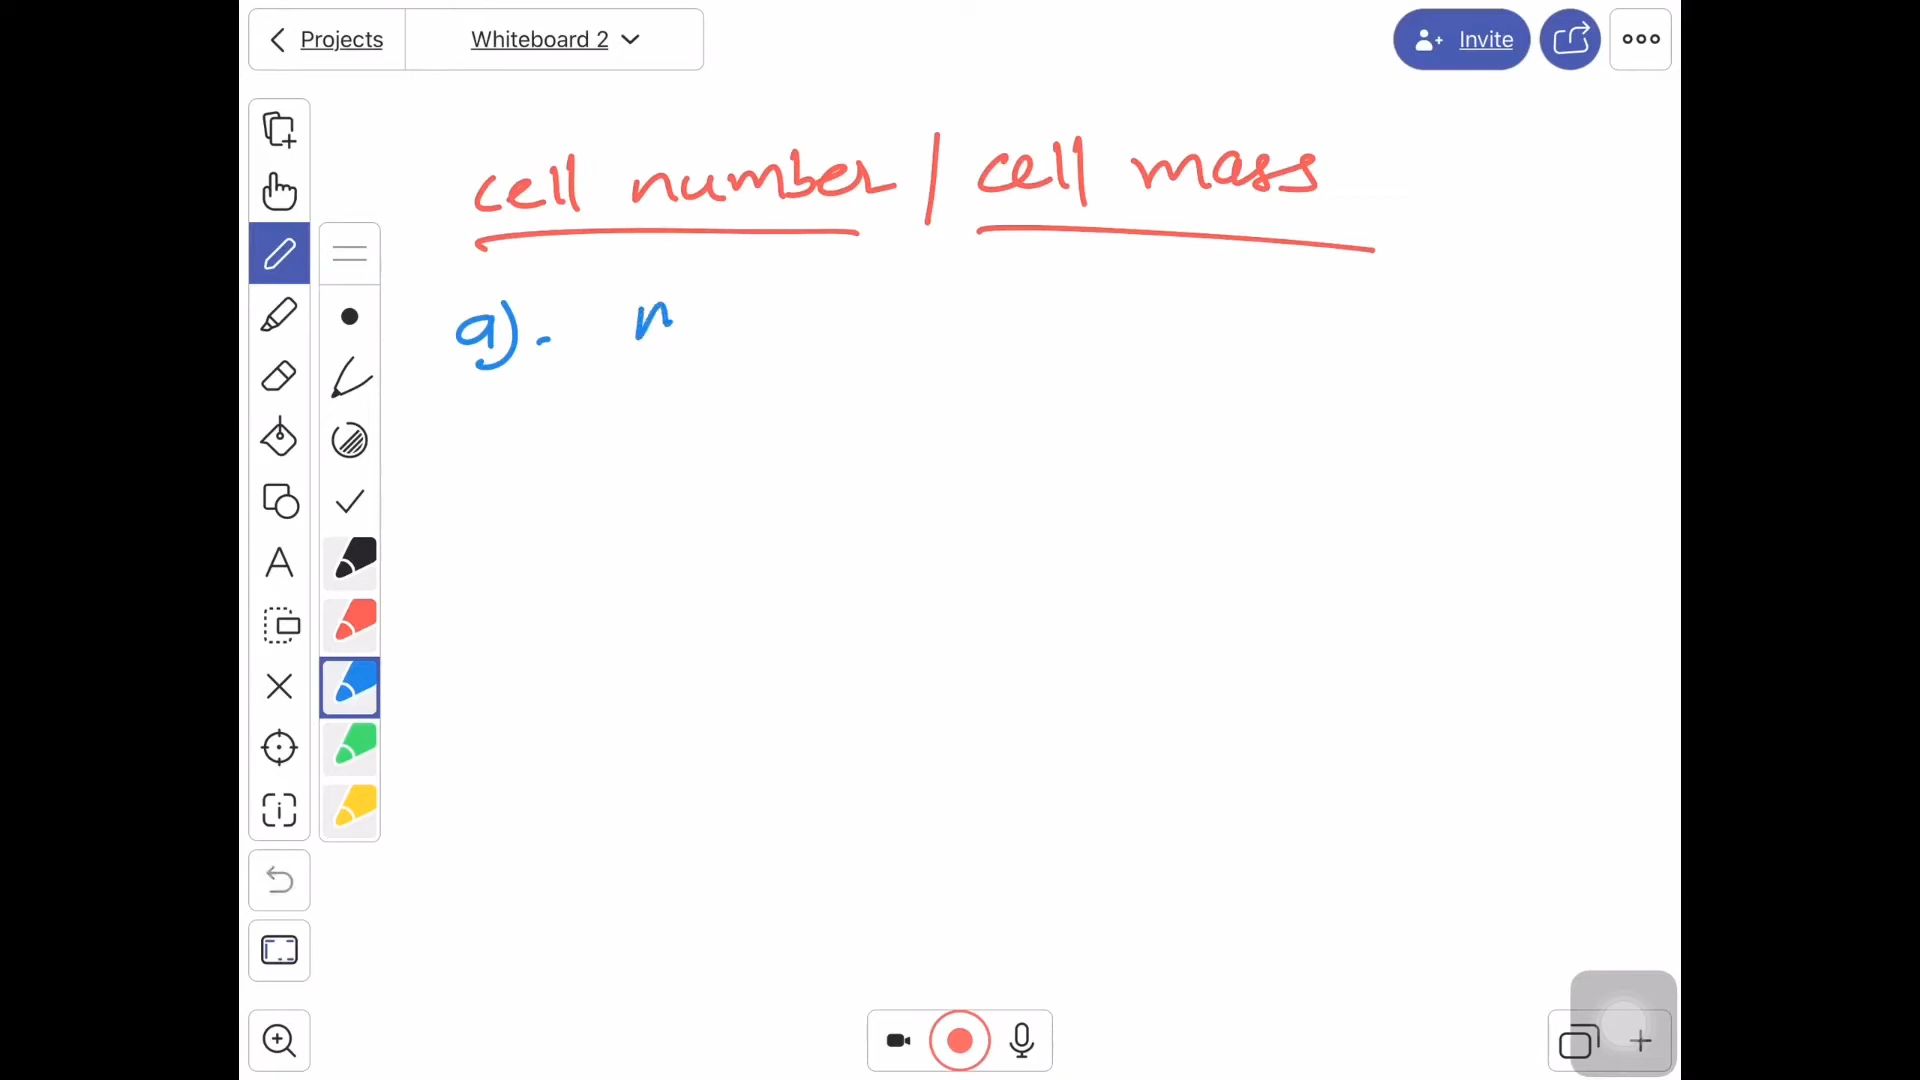 Projects
Whiteboard 2
Invite
cell number / cell mass
a). n
A